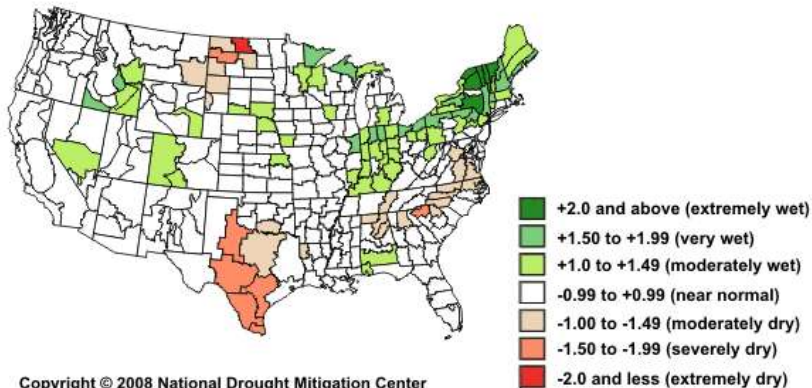 +2.0 and above (extremely wet)
+1.50 to +1.99 (very wet)
+1.0 to +1.49 (moderately wet)
-0.99 to +0.99 (near normal)
-1.00 to -1.49 (moderately dry)
-1.50 to -1.99 (severely dry)
-2.0 and less (extremely dry)
Copyright © 2008 National Drought Mitigation Center